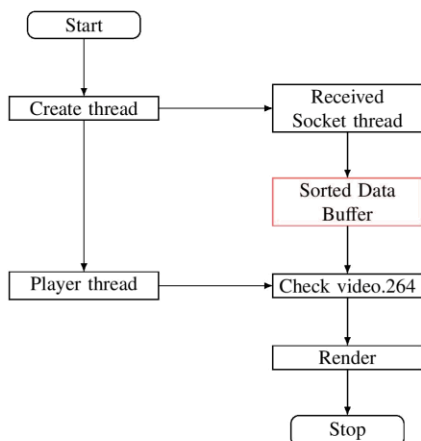 Start
Create thread
Received
Socket thread
Sorted Data
Buffer
Player thread
Check video.264
Render
Stop